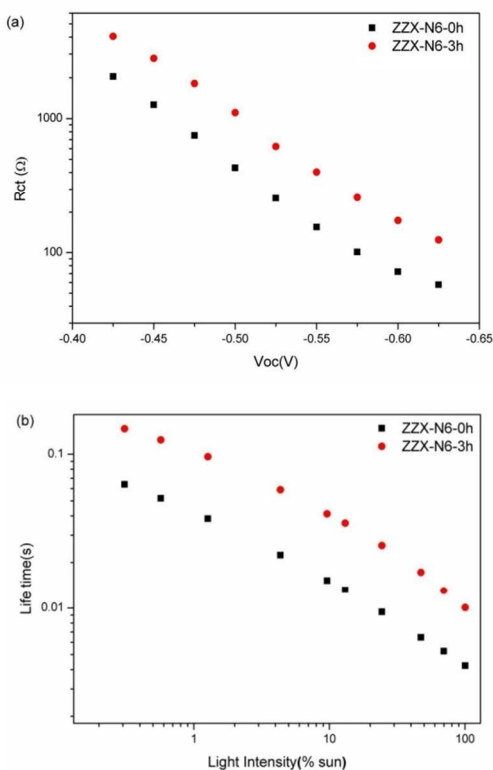 (a)
ZZX-N6-0h
ZZX-N6-3h
1000
100
Rct (Ω)
-0.40 -0.45 -0.50 -0.55 -0.60 -0.65
Voc(V)
(b)
ZZX-N6-0h
ZZX-N6-3h
0.1
0.01
Life time(s)
1 10 100
Light Intensity(% sun)